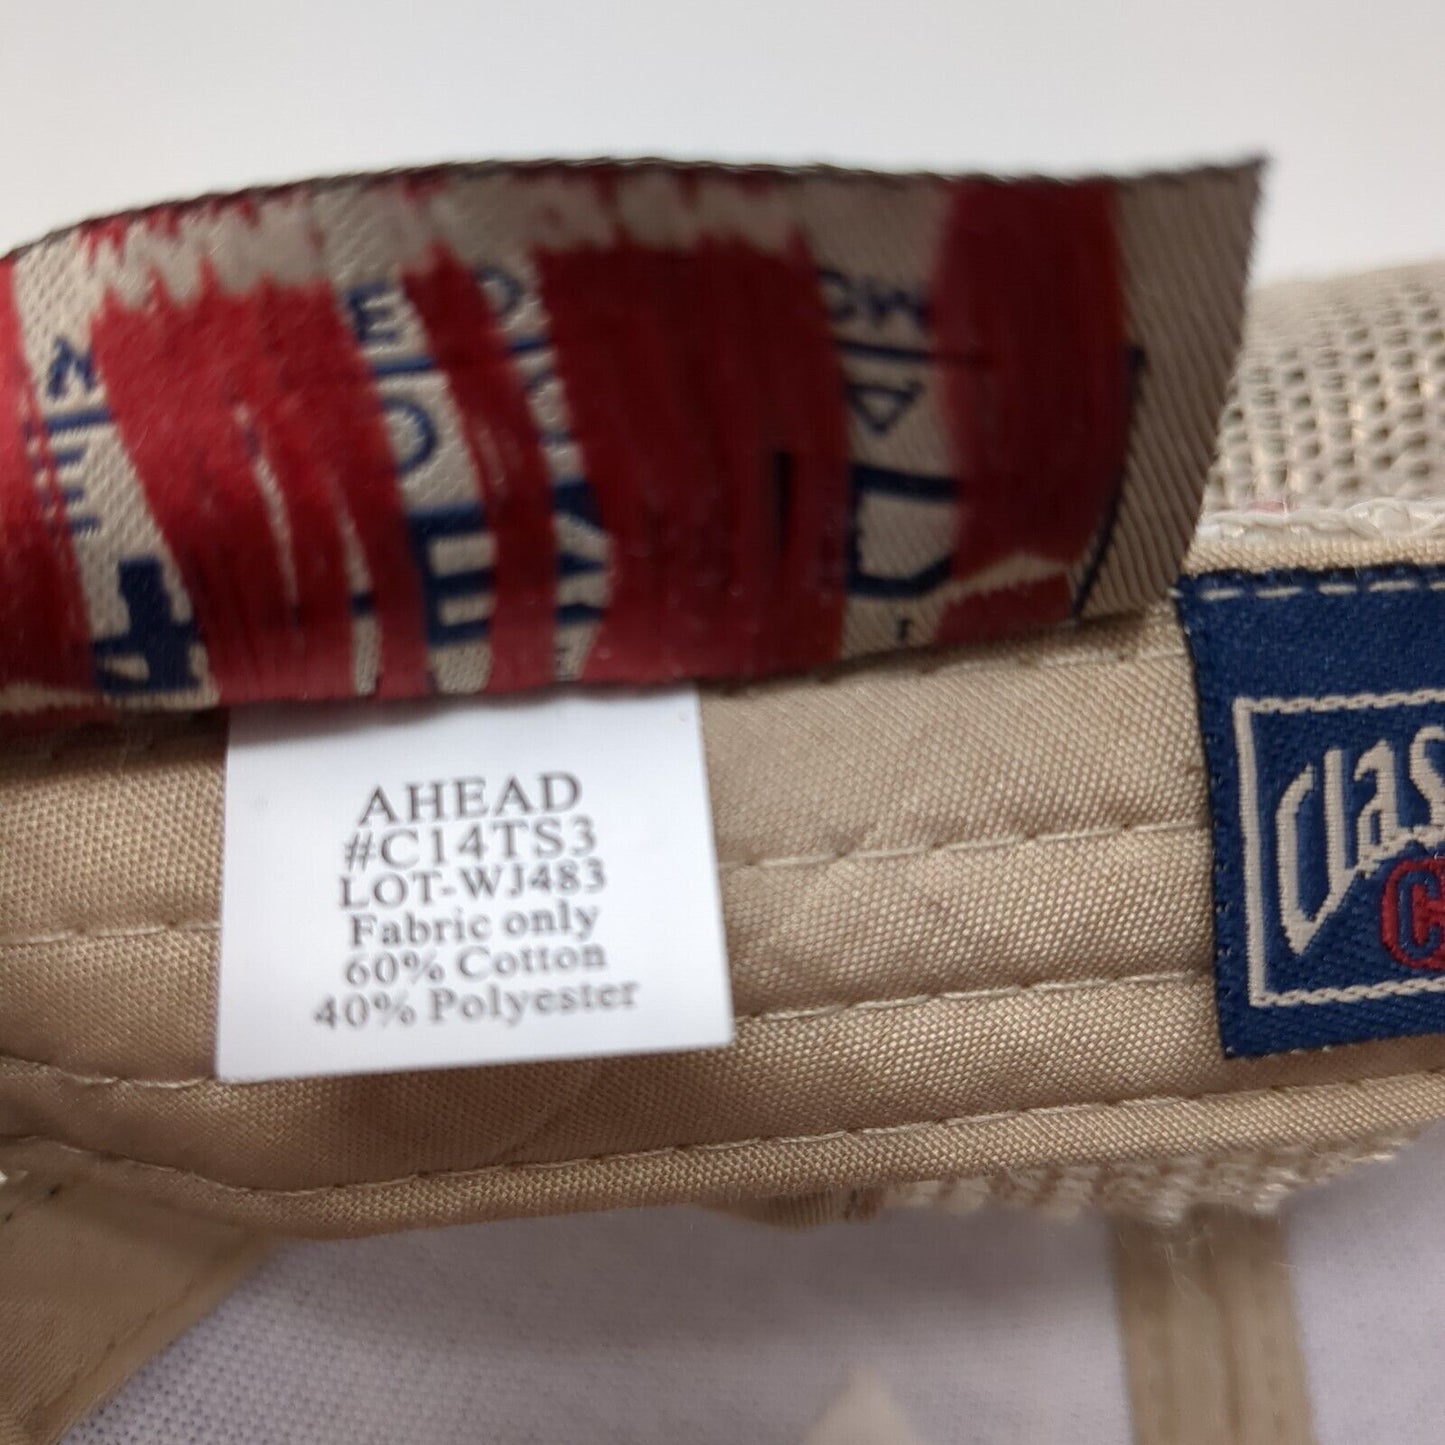 AHEAD
#C14TS3
LOT-WJ483
Fabric only
60% Cotton
40% Polyester